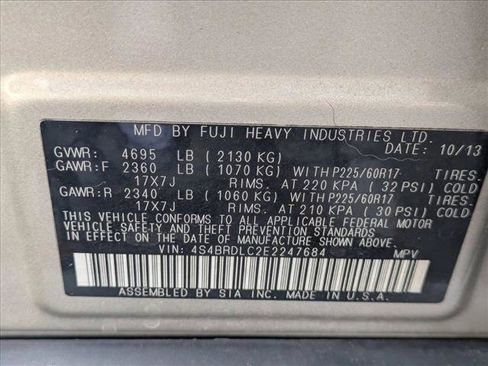 MFD BY FUJI HEAVY INDUSTRIES LTD.
DATE: 10/13
GVWR: 4695 LB (2130 KG)
GAWR:F 2360 LB (1070 KG) WITH P225/60R17 TIRES.
17X7J RIMS. AT 220 KPA (32 PSI) COLD
GAWR:R 2340 LB (1060 KG) WITH P225/60R17 TIRES.
17X7J RIMS. AT 210 KPA (30 PSI) COLD
THIS VEHICLE CONFORMS TO ALL APPLICABLE FEDERAL MOTOR
VEHICLE SAFETY AND THEFT PREVENTION STANDARDS
IN EFFECT ON THE DATE OF MANUFACTURE SHOWN ABOVE.
VIN: 4S4BRDLC2E2247684 MPV
ASSEMBLED BY SIA INC. MADE IN U.S.A.